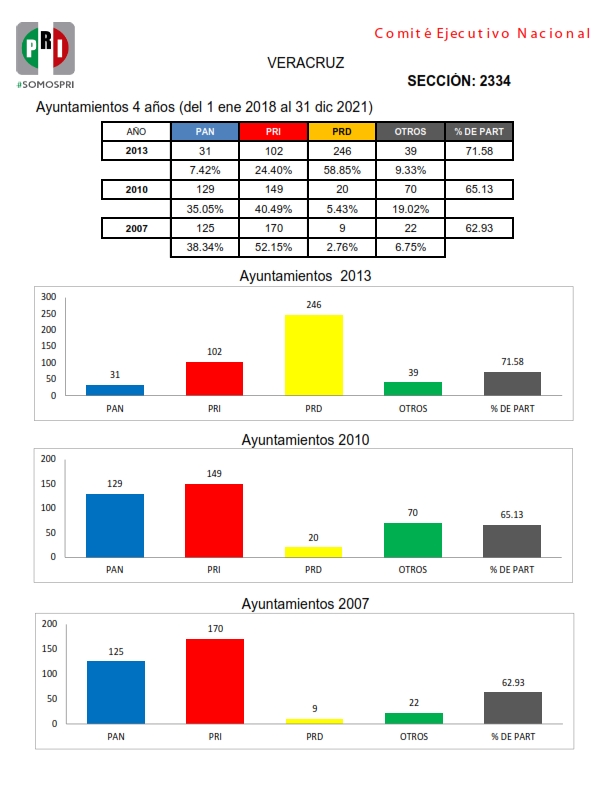 Comité Ejecutivo Nacional
PRI
#SOMOSPRI
VERACRUZ
SECCIÓN: 2334
Ayuntamientos 4 años (del 1 ene 2018 al 31 dic 2021)
AÑO PAN PRI PRD OTROS % DE PART
2013 31 102 246 39 71.58
7.42% 24.40% 58.85% 9.33%
2010 129 149 20 70 65.13
35.05% 40.49% 5.43% 19.02%
2007 125 170 9 22 62.93
38.34% 52.15% 2.76% 6.75%
Ayuntamientos 2013
300
250
200
150
100
50
0
31 102 246 39 71.58
PAN PRI PRD OTROS % DE PART
Ayuntamientos 2010
200
150
100
50
0
129 149 20 70 65.13
PAN PRI PRD OTROS % DE PART
Ayuntamientos 2007
200
150
100
50
0
125 170 9 22 62.93
PAN PRI PRD OTROS % DE PART